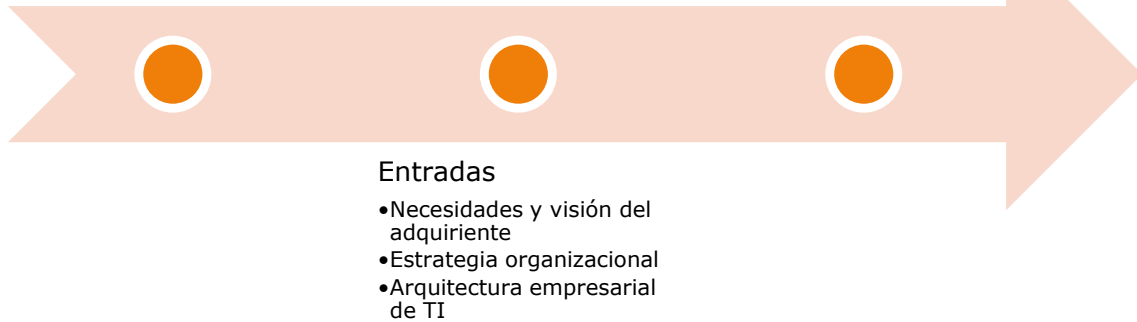 Entradas
•Necesidades y visión del
adquiriente
•Estrategia organizacional
•Arquitectura empresarial
de TI